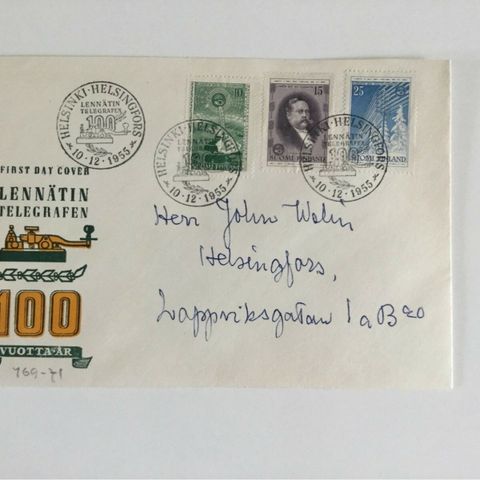 HELSINKI·HELSINGFORS
LENNÄTIN
TELEGRAFEN
100
10·12·1955
HELSINKI·HELSINGFORS
LENNÄTIN
100
10·12·1955
HELSINKI·HELSINGFORS
LENNÄTIN
TELEGRAFEN
100
10·12·1955
10
SUOMI FINLAND
15
SUOMI FINLAND
25
SUOMI FINLAND
FIRST DAY COVER
LENNÄTIN
TELEGRAFEN
100
VUOTTA·ÅR
769-71
Herr John Welin
Helsingfors,
Lappviksgatan 1 a B 20